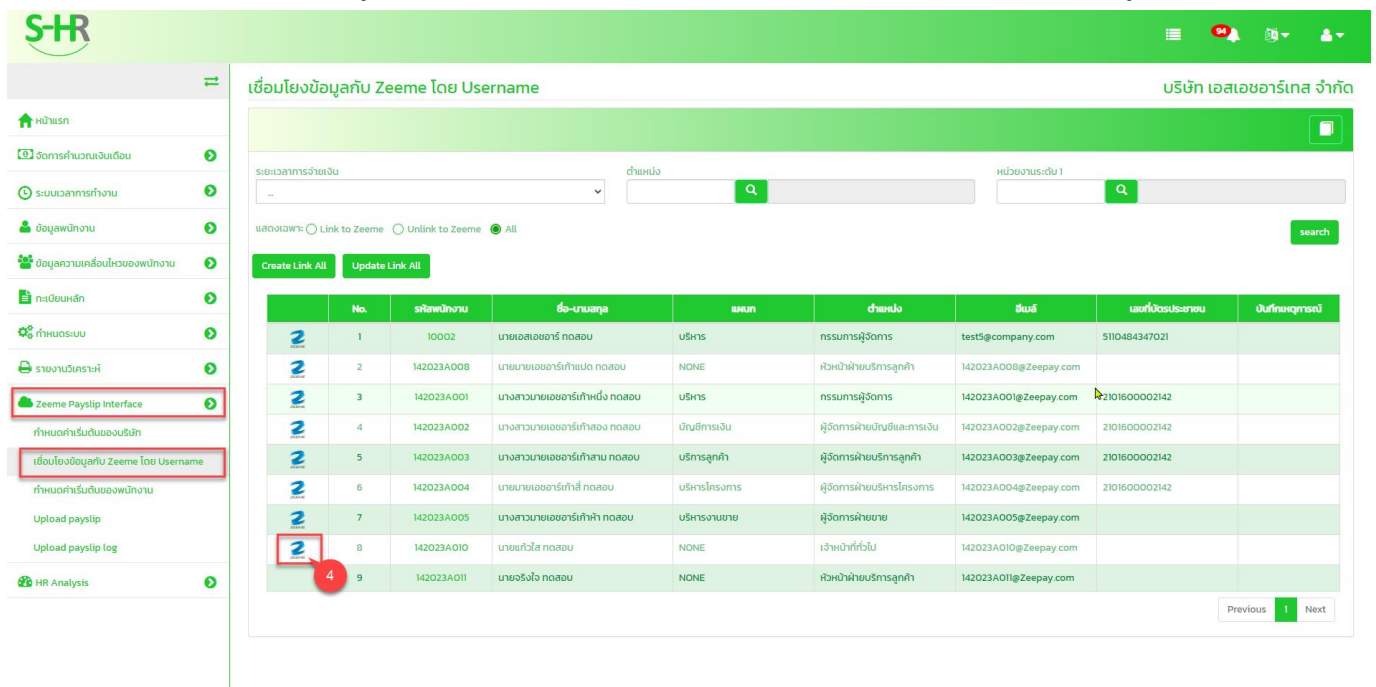 S-HR
94
เชื่อมโยงข้อมูลกับ Zeeme โดย Username
บริษัท เอสเอชอาร์เทส จำกัด
หน้าแรก
จัดการคำนวณเงินเดือน
ระบบเวลาการทำงาน
ข้อมูลพนักงาน
ข้อมูลความเคลื่อนไหวของพนักงาน
ทะเบียนหลัก
กำหนดระบบ
รายงานวิเคราะห์
Zeeme Payslip Interface
กำหนดค่าเริ่มต้นของบริษัท
เชื่อมโยงข้อมูลกับ Zeeme โดย Username
กำหนดค่าเริ่มต้นของพนักงาน
Upload payslip
Upload payslip log
HR Analysis
ระยะเวลาการจ่ายเงิน ตำแหน่ง หน่วยงานระดับ 1
..
แสดงเฉพาะ: Link to Zeeme Unlink to Zeeme All
search
Create Link All Update Link All
No. รหัสพนักงาน ชื่อ-นามสกุล แผนก ตำแหน่ง อีเมล์ เลขที่บัตรประชาชน บันทึกเหตุการณ์
1 10002 นายเอสเอชอาร์ ทดสอบ บริหาร กรรมการผู้จัดการ test5@company.com 5110484347021
2 142023A008 นายมายเอชอาร์เก้าแปด ทดสอบ NONE หัวหน้าฝ่ายบริการลูกค้า 142023A008@Zeepay.com
3 142023A001 นางสาวมายเอชอาร์เก้าหนึ่ง ทดสอบ บริหาร กรรมการผู้จัดการ 142023A001@Zeepay.com 2101600002142
4 142023A002 นางสาวมายเอชอาร์เก้าสอง ทดสอบ บัญชีการเงิน ผู้จัดการฝ่ายบัญชีและการเงิน 142023A002@Zeepay.com 2101600002142
5 142023A003 นางสาวมายเอชอาร์เก้าสาม ทดสอบ บริการลูกค้า ผู้จัดการฝ่ายบริการลูกค้า 142023A003@Zeepay.com 2101600002142
6 142023A004 นายมายเอชอาร์เก้าสี่ ทดสอบ บริหารโครงการ ผู้จัดการฝ่ายบริหารโครงการ 142023A004@Zeepay.com 2101600002142
7 142023A005 นางสาวมายเอชอาร์เก้าห้า ทดสอบ บริหารงานขาย ผู้จัดการฝ่ายขาย 142023A005@Zeepay.com
8 142023A010 นายแก้วใส ทดสอบ NONE เจ้าหน้าที่ทั่วไป 142023A010@Zeepay.com
4
9 142023A011 นายจริงใจ ทดสอบ NONE หัวหน้าฝ่ายบริการลูกค้า 142023A011@Zeepay.com
Previous 1 Next